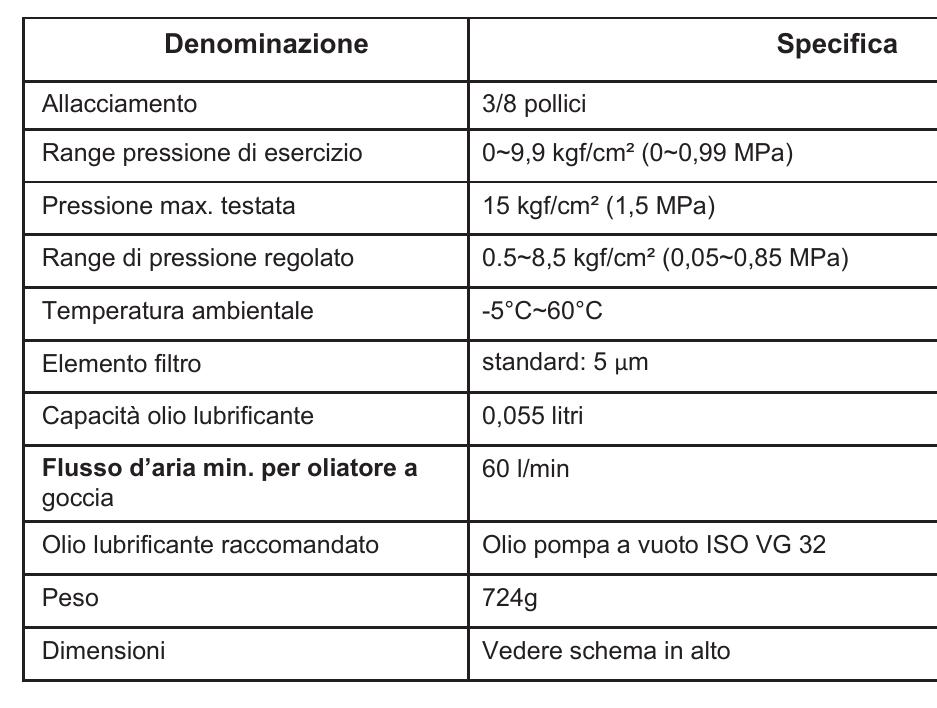 Denominazione Specifica
Allacciamento 3/8 pollici
Range pressione di esercizio 0~9,9 kgf/cm² (0~0,99 MPa)
Pressione max. testata 15 kgf/cm² (1,5 MPa)
Range di pressione regolato 0.5~8,5 kgf/cm² (0,05~0,85 MPa)
Temperatura ambientale -5°C~60°C
Elemento filtro standard: 5 µm
Capacità olio lubrificante 0,055 litri
Flusso d’aria min. per oliatore a 60 l/min
goccia
Olio lubrificante raccomandato Olio pompa a vuoto ISO VG 32
Peso 724g
Dimensioni Vedere schema in alto